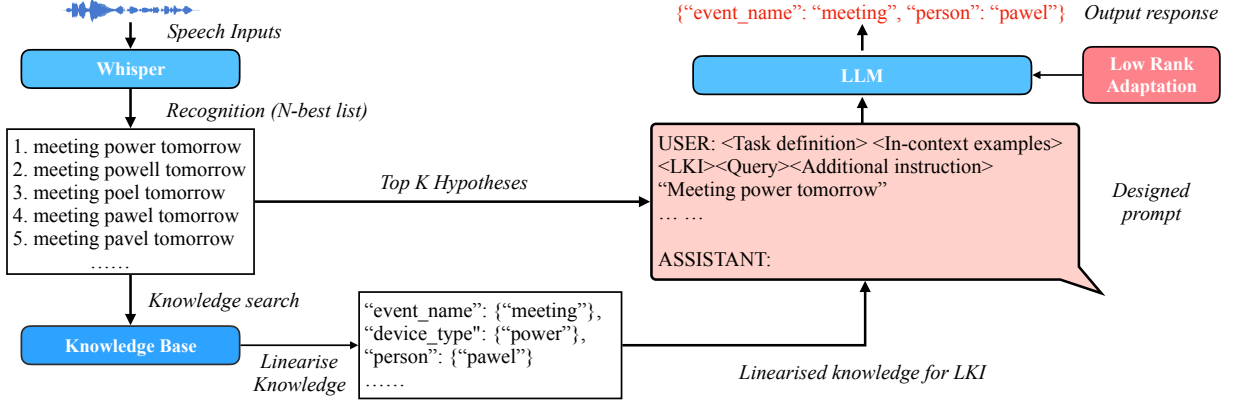 Speech Inputs
Whisper
Recognition (N-best list)
1. meeting power tomorrow
2. meeting powell tomorrow
3. meeting poel tomorrow
4. meeting pawel tomorrow
5. meeting pavel tomorrow
……
Top K Hypotheses
Knowledge search
Knowledge Base
Linearise
Knowledge
“event_name”: {“meeting”},
“device_type": {“power”},
“person”: {“pawel”}
……
Linearised knowledge for LKI
{“event_name”: “meeting”, “person”: “pawel”}
Output response
LLM
Low Rank
Adaptation
USER: <Task definition> <In-context examples>
<LKI><Query><Additional instruction>
“Meeting power tomorrow”
… …
ASSISTANT:
Designed
prompt